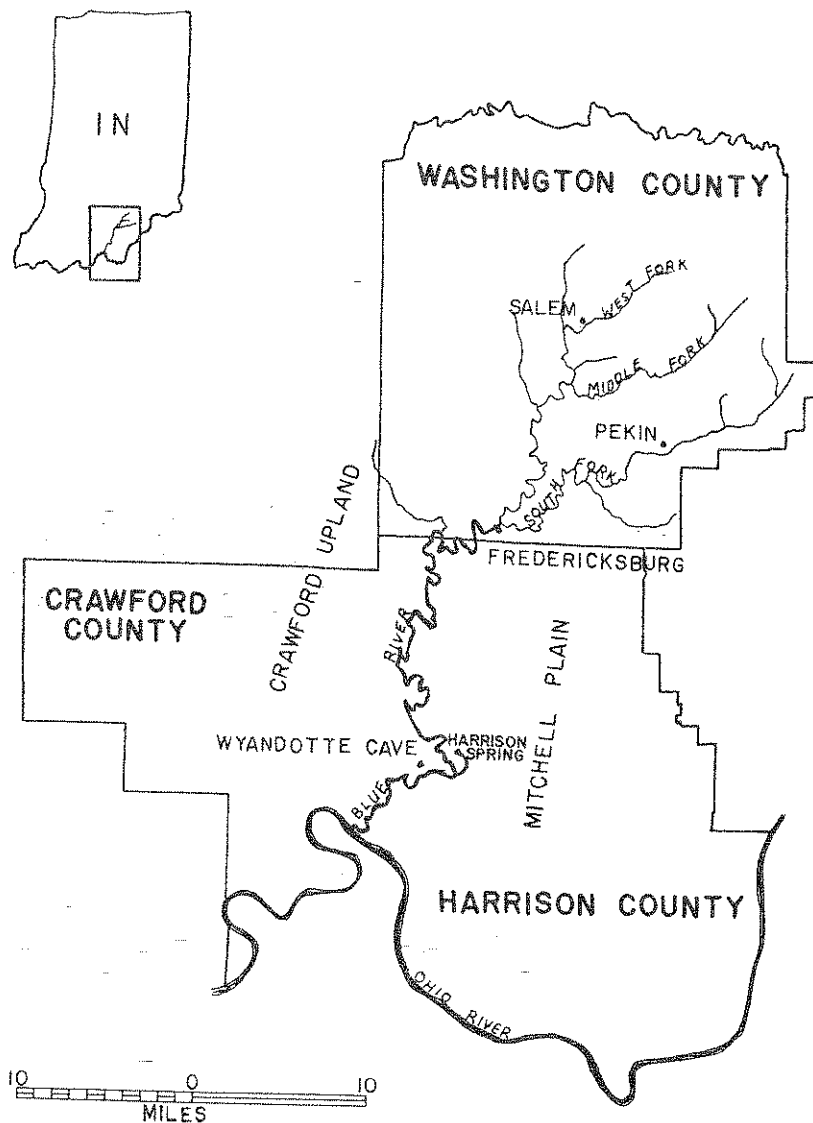 IN
WASHINGTON COUNTY
SALEM
WEST FORK
MIDDLE FORK
PEKIN
SOUTH FORK
FREDERICKSBURG
CRAWFORD UPLAND
CRAWFORD
COUNTY
RIVER
MITCHELL PLAIN
WYANDOTTE CAVE
HARRISON
SPRING
BLUE
HARRISON COUNTY
OHIO RIVER
10 0 10
MILES